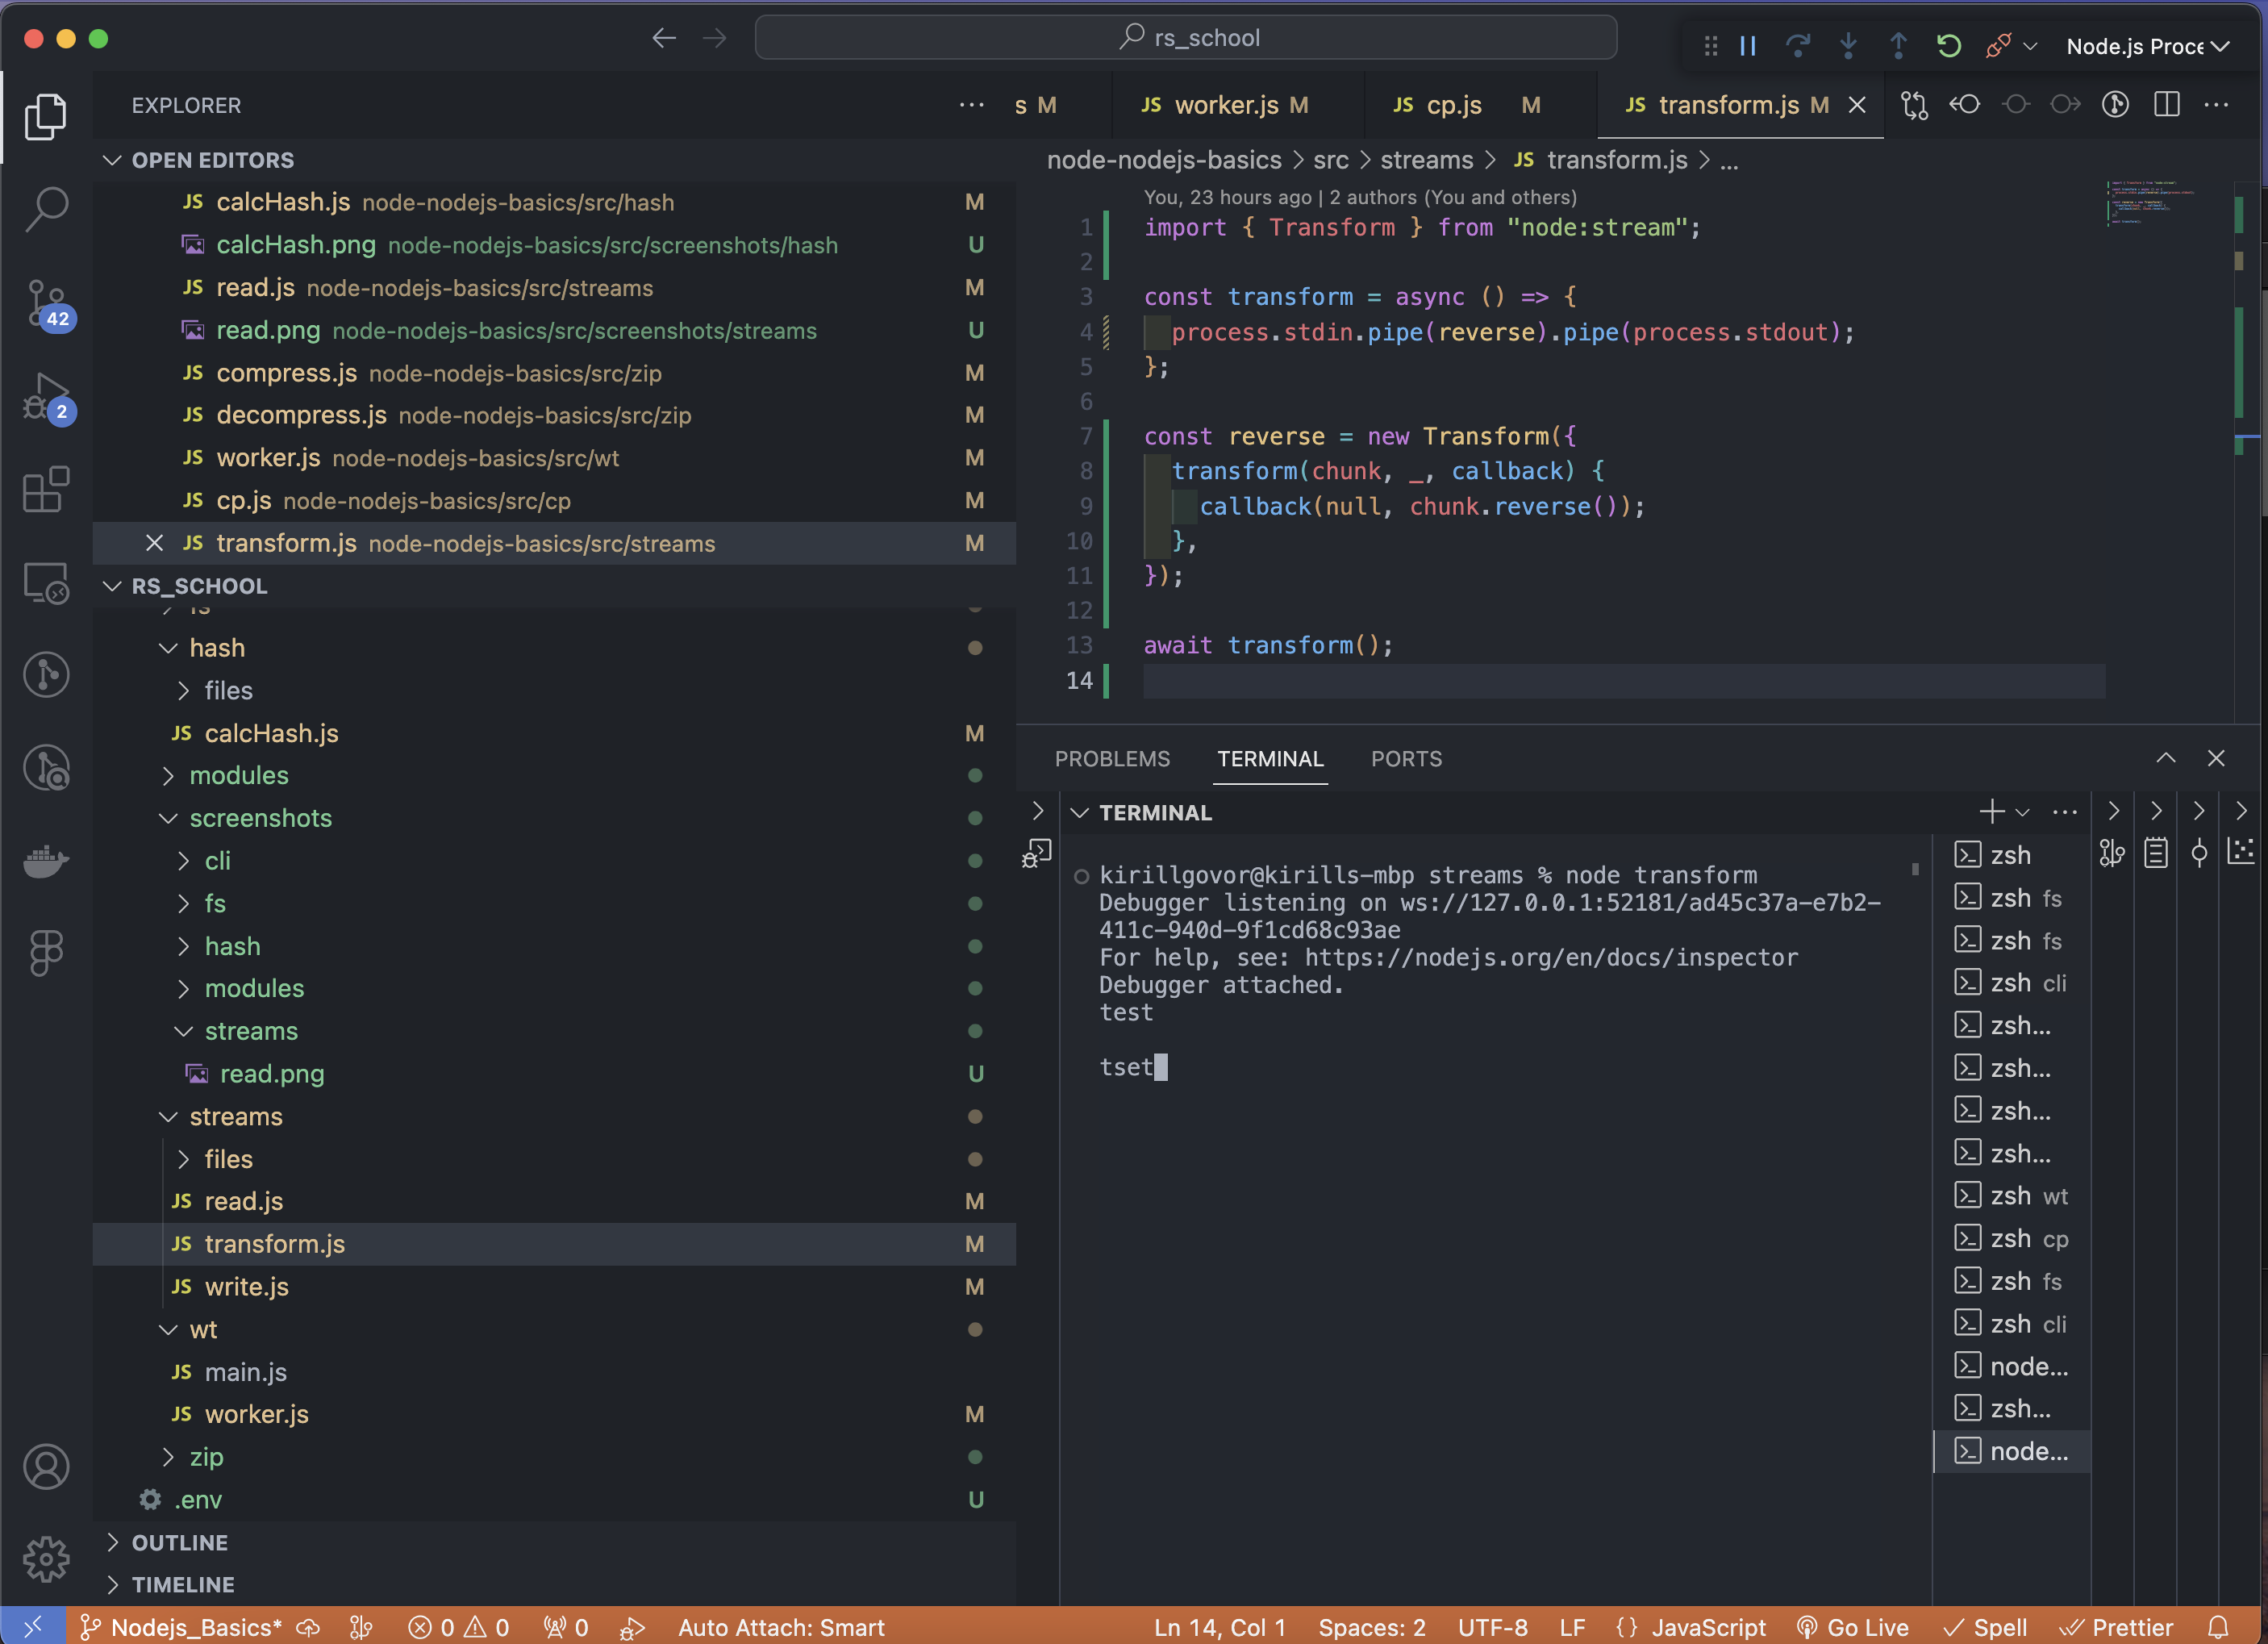 rs_school
Node.js Proce
EXPLORER
OPEN EDITORS
JS calcHash.js node-nodejs-basics/src/hash M
calcHash.png node-nodejs-basics/src/screenshots/hash U
JS read.js node-nodejs-basics/src/streams M
read.png node-nodejs-basics/src/screenshots/streams U
JS compress.js node-nodejs-basics/src/zip M
JS decompress.js node-nodejs-basics/src/zip M
JS worker.js node-nodejs-basics/src/wt M
JS cp.js node-nodejs-basics/src/cp M
JS transform.js node-nodejs-basics/src/streams M
42
2
RS_SCHOOL
hash
files
JS calcHash.js M
modules
screenshots
cli
fs
hash
modules
streams
read.png U
streams
files
JS read.js M
JS transform.js M
JS write.js M
wt
JS main.js
JS worker.js M
zip
.env U
OUTLINE
TIMELINE
s M JS worker.js M JS cp.js M JS transform.js M
node-nodejs-basics > src > streams > JS transform.js > ...
You, 23 hours ago | 2 authors (You and others)
1 import { Transform } from "node:stream";
2
3 const transform = async () => {
4 process.stdin.pipe(reverse).pipe(process.stdout);
5 };
6
7 const reverse = new Transform({
8 transform(chunk, _, callback) {
9 callback(null, chunk.reverse());
10 },
11 });
12
13 await transform();
14
PROBLEMS TERMINAL PORTS
TERMINAL
kirillgovor@kirills-mbp streams % node transform
Debugger listening on ws://127.0.0.1:52181/ad45c37a-e7b2-
411c-940d-9f1cd68c93ae
For help, see: https://nodejs.org/en/docs/inspector
Debugger attached.
test
tset
zsh
zsh fs
zsh fs
zsh cli
zsh...
zsh...
zsh...
zsh...
zsh wt
zsh cp
zsh fs
zsh cli
node...
zsh...
node...
Nodejs_Basics* 0 0 0 Auto Attach: Smart Ln 14, Col 1 Spaces: 2 UTF-8 LF {} JavaScript Go Live Spell Prettier